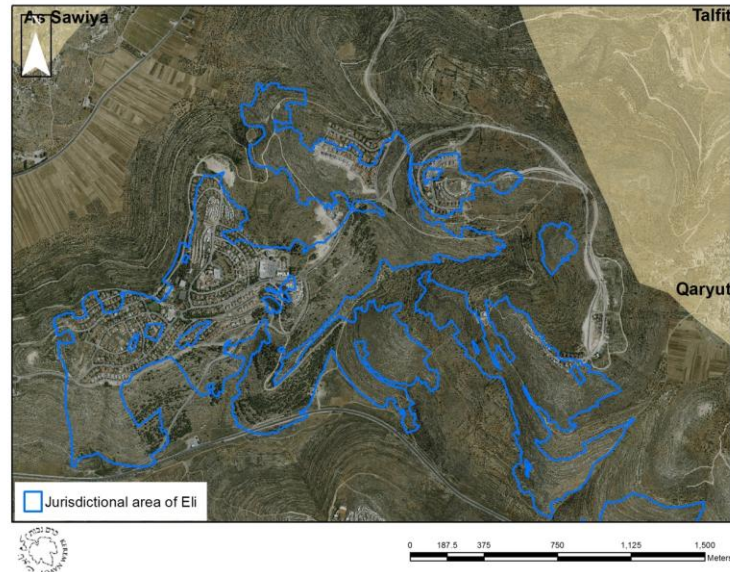 As Sawiya
Talfit
Qaryut
Jurisdictional area of Eli
0 187.5 375 750 1,125 1,500
Meters